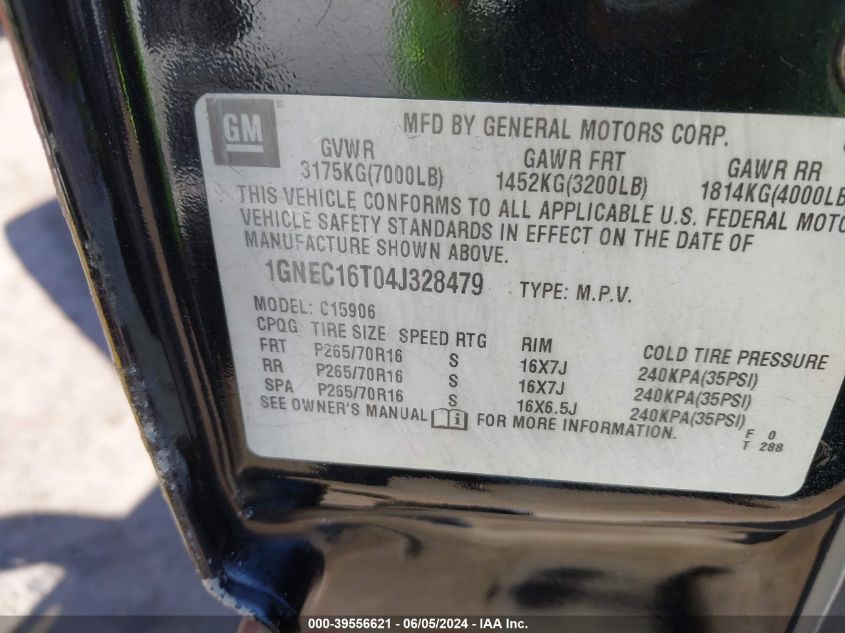 GM
MFD BY GENERAL MOTORS CORP.
GVWR GAWR FRT GAWR RR
3175KG(7000LB) 1452KG(3200LB) 1814KG(4000LB
THIS VEHICLE CONFORMS TO ALL APPLICABLE U.S. FEDERAL MOTO
VEHICLE SAFETY STANDARDS IN EFFECT ON THE DATE OF
MANUFACTURE SHOWN ABOVE.
1GNEC16T04J328479 TYPE: M.P.V.
MODEL: C15906
CPQG TIRE SIZE SPEED RTG RIM COLD TIRE PRESSURE
FRT P265/70R16 S 16X7J 240KPA(35PSI)
RR P265/70R16 S 16X7J 240KPA(35PSI)
SPA P265/70R16 S 16X6.5J 240KPA(35PSI)
SEE OWNER'S MANUAL i FOR MORE INFORMATION.
F 0
T 288
000-39556621 - 06/05/2024 - IAA Inc.